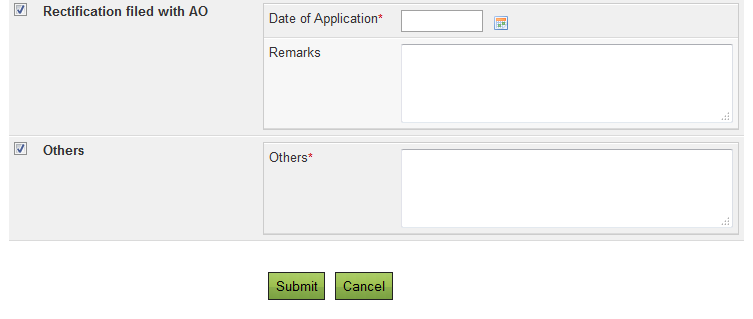 Rectification filed with AO
Date of Application*
Remarks
Others
Others*
Submit
Cancel